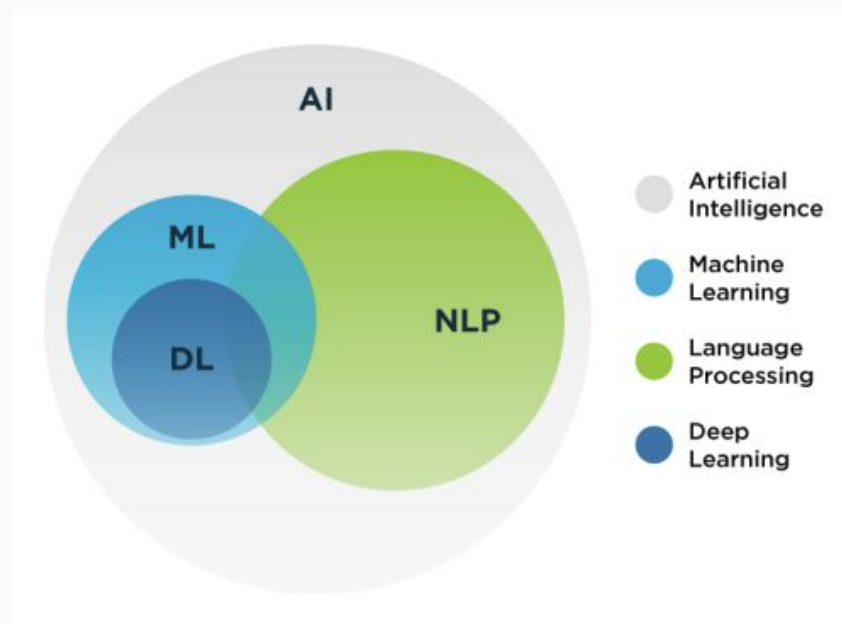 AI
ML
DL
NLP
Artificial
Intelligence
Machine
Learning
Language
Processing
Deep
Learning